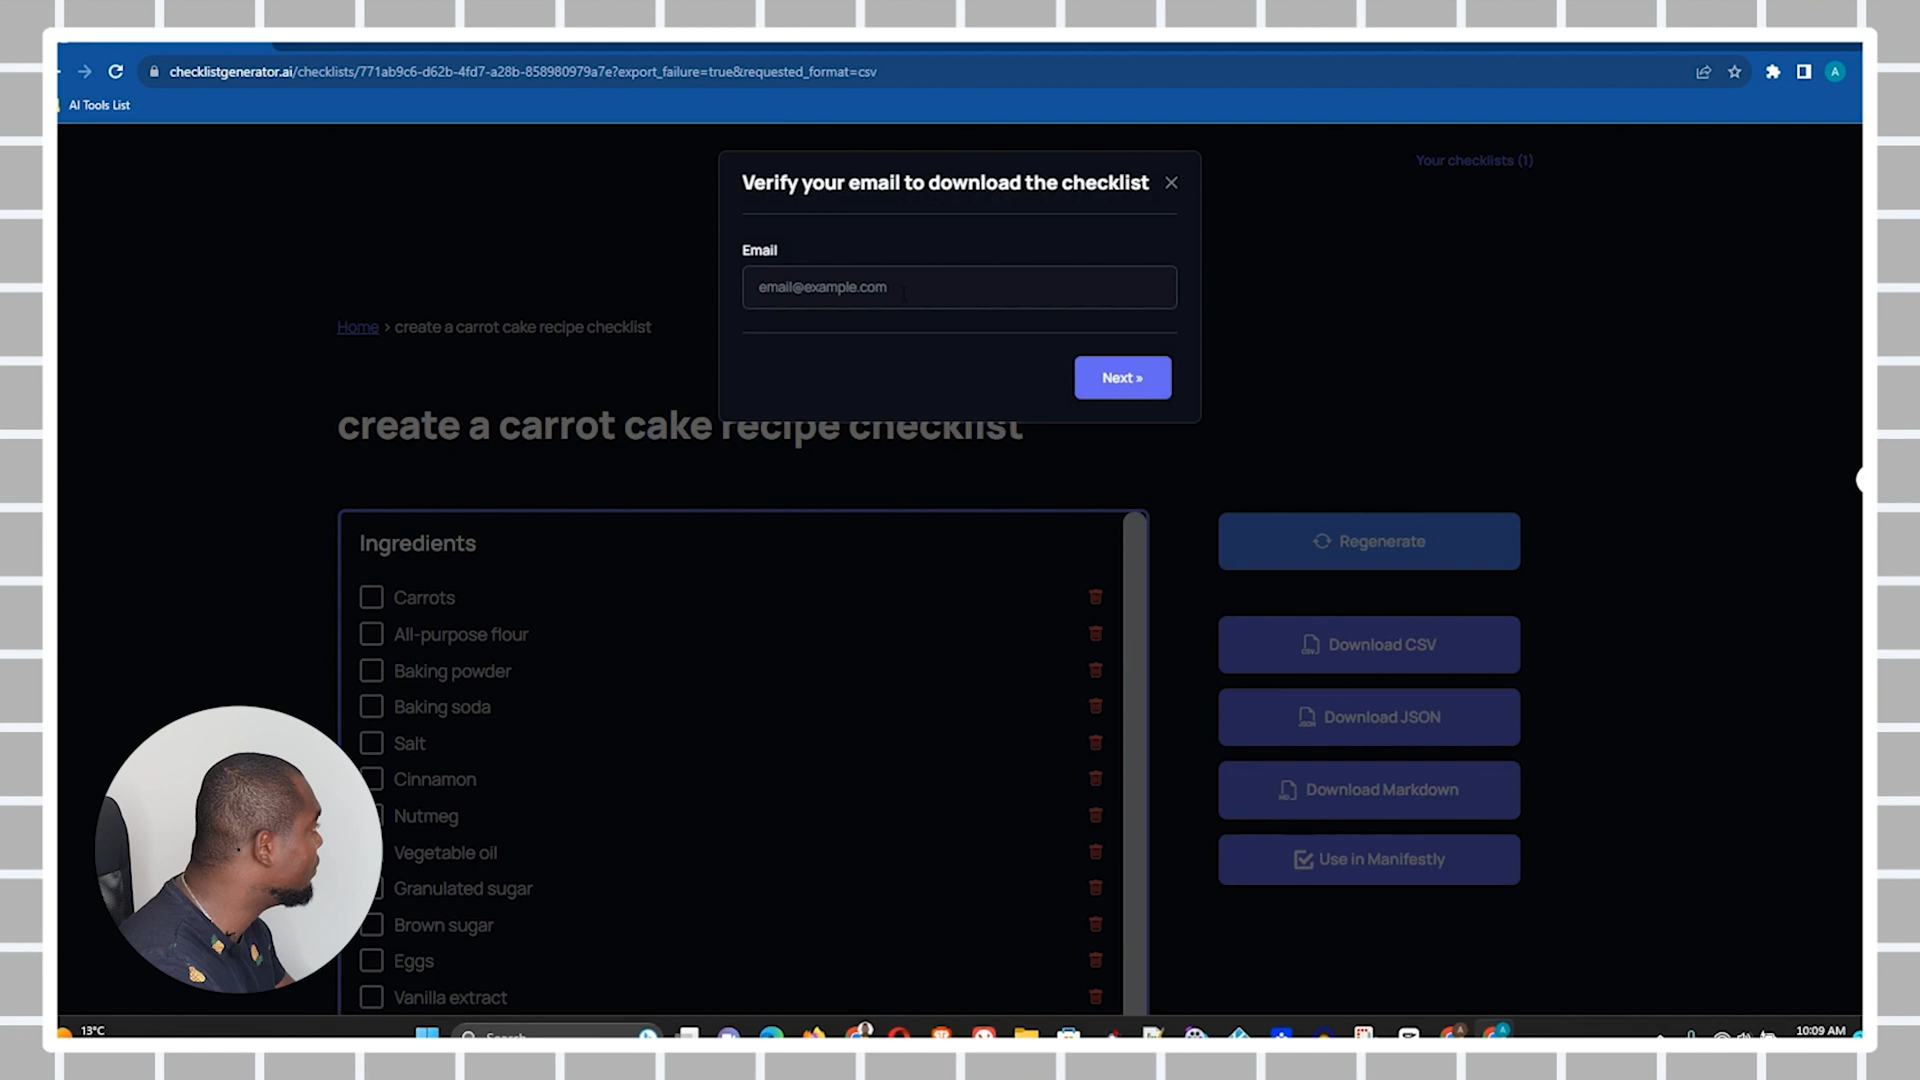 checklistgenerator.ai/checklists/771ab9c6-d62b-4fd7-a28b-858980979a7e?export_failure=true&requested_format=csv
A
AI Tools List
Your checklists (1)
Verify your email to download the checklist
Email
email@example.com
Next »
Home > create a carrot cake recipe checklist
create a carrot cake recipe checklist
Ingredients
Carrots
All-purpose flour
Baking powder
Baking soda
Salt
Cinnamon
Nutmeg
Vegetable oil
Granulated sugar
Brown sugar
Eggs
Vanilla extract
Regenerate
CSV
Download CSV
JSON
Download JSON
MD
Download Markdown
Use in Manifestly
13°C
Search
A
A
10:09 AM